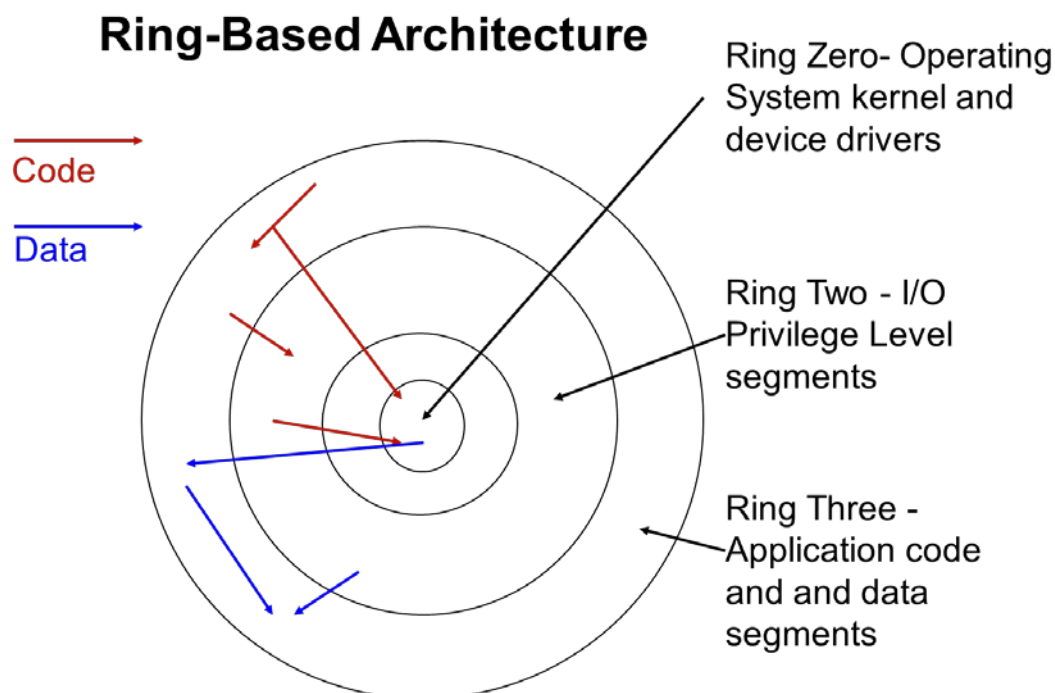 Ring-Based Architecture
Ring Zero- Operating
System kernel and
device drivers
Code
Data
Ring Two - I/O
Privilege Level
segments
Ring Three -
Application code
and and data
segments